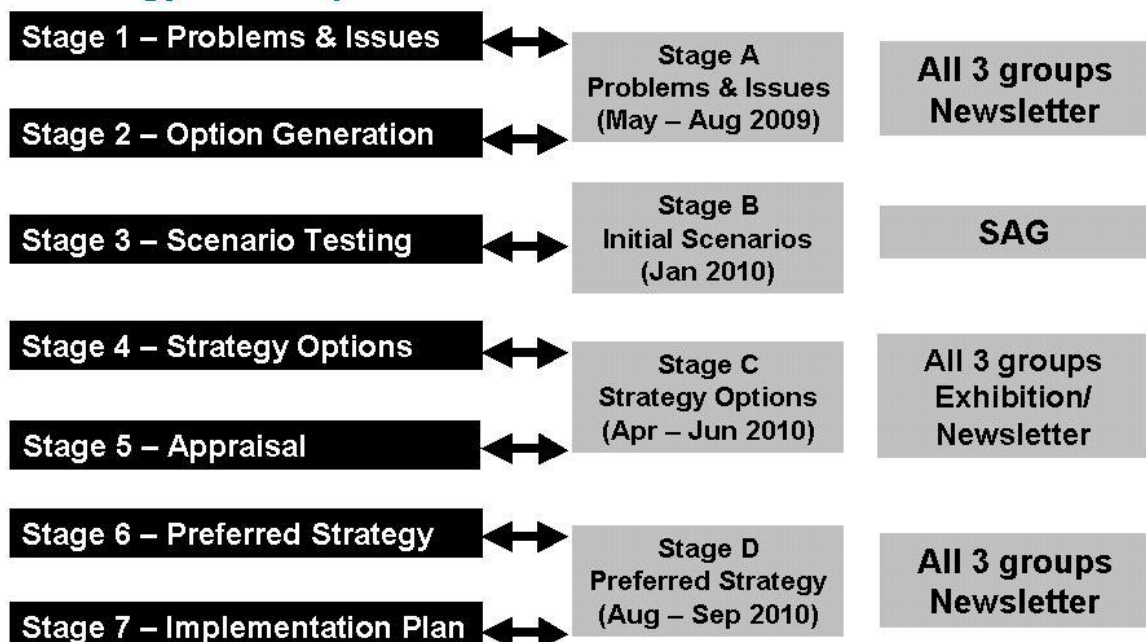 Stage 1 – Problems & Issues
Stage A
Problems & Issues
(May – Aug 2009)
All 3 groups
Newsletter
Stage 2 – Option Generation
Stage 3 – Scenario Testing
Stage B
Initial Scenarios
(Jan 2010)
SAG
Stage 4 – Strategy Options
Stage C
Strategy Options
(Apr – Jun 2010)
All 3 groups
Exhibition/
Newsletter
Stage 5 – Appraisal
Stage 6 – Preferred Strategy
Stage D
Preferred Strategy
(Aug – Sep 2010)
All 3 groups
Newsletter
Stage 7 – Implementation Plan